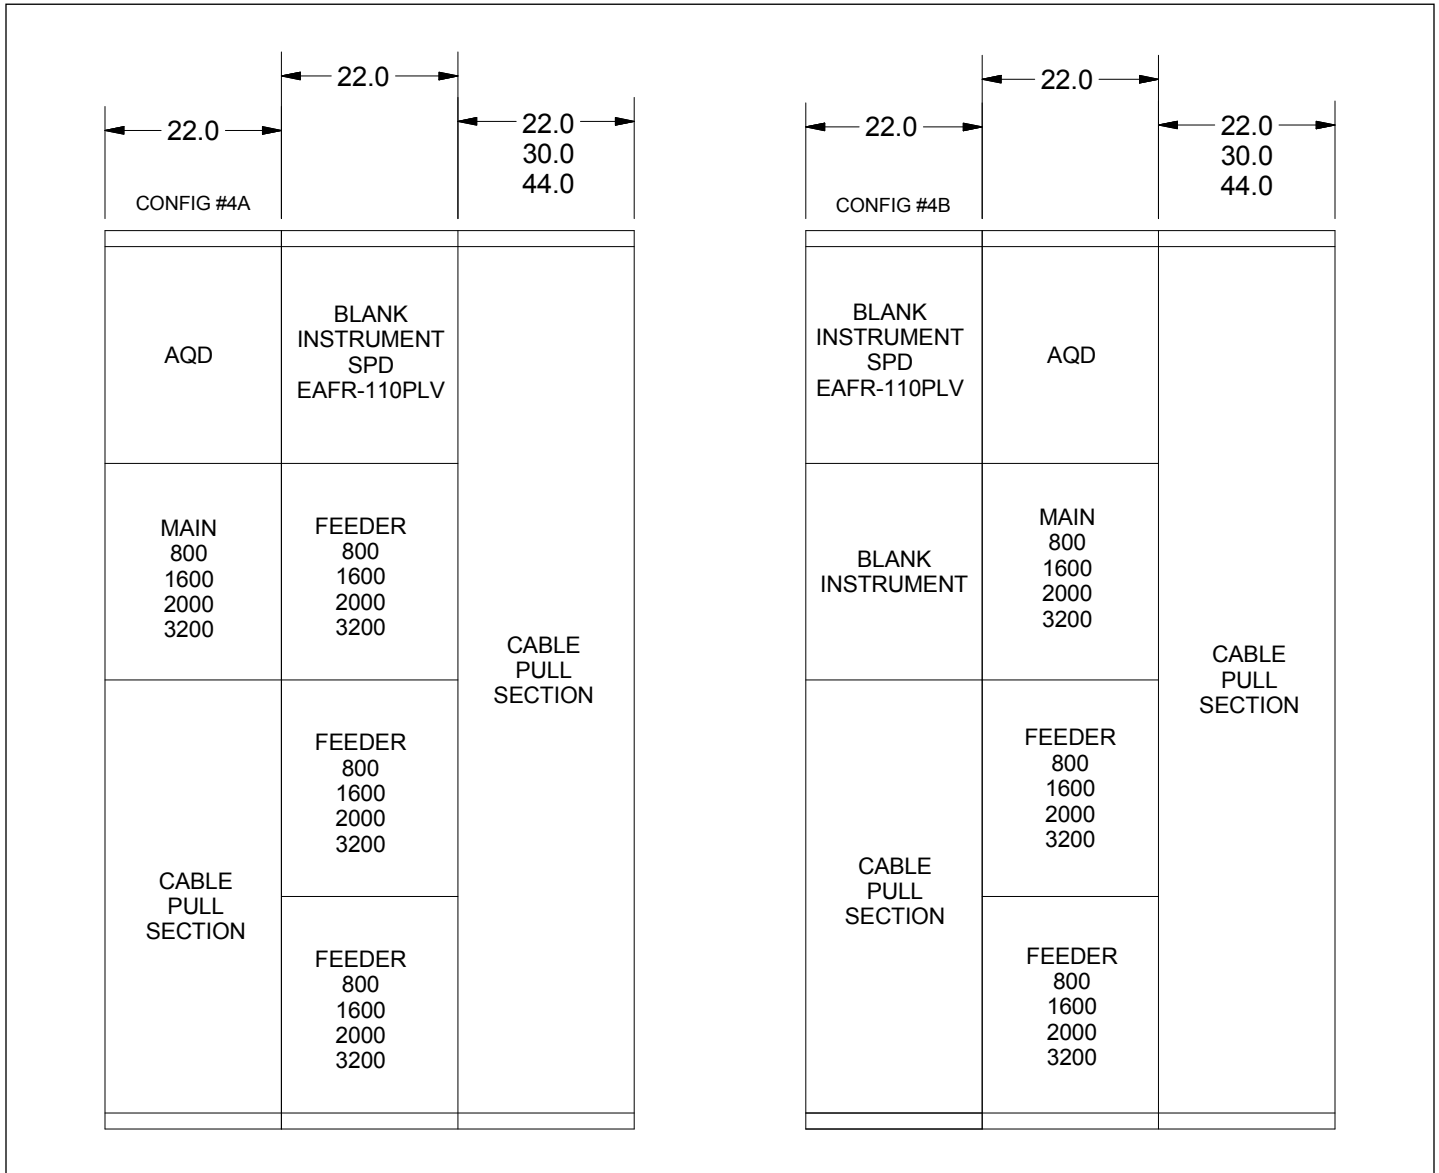 22.0
22.0
22.0
30.0
44.0
CONFIG #4A
AQD
BLANK
INSTRUMENT
SPD
EAFR-110PLV
MAIN
800
1600
2000
3200
FEEDER
800
1600
2000
3200
CABLE
PULL
SECTION
FEEDER
800
1600
2000
3200
CABLE
PULL
SECTION
FEEDER
800
1600
2000
3200
22.0
22.0
22.0
30.0
44.0
CONFIG #4B
BLANK
INSTRUMENT
SPD
EAFR-110PLV
AQD
BLANK
INSTRUMENT
MAIN
800
1600
2000
3200
CABLE
PULL
SECTION
FEEDER
800
1600
2000
3200
CABLE
PULL
SECTION
FEEDER
800
1600
2000
3200